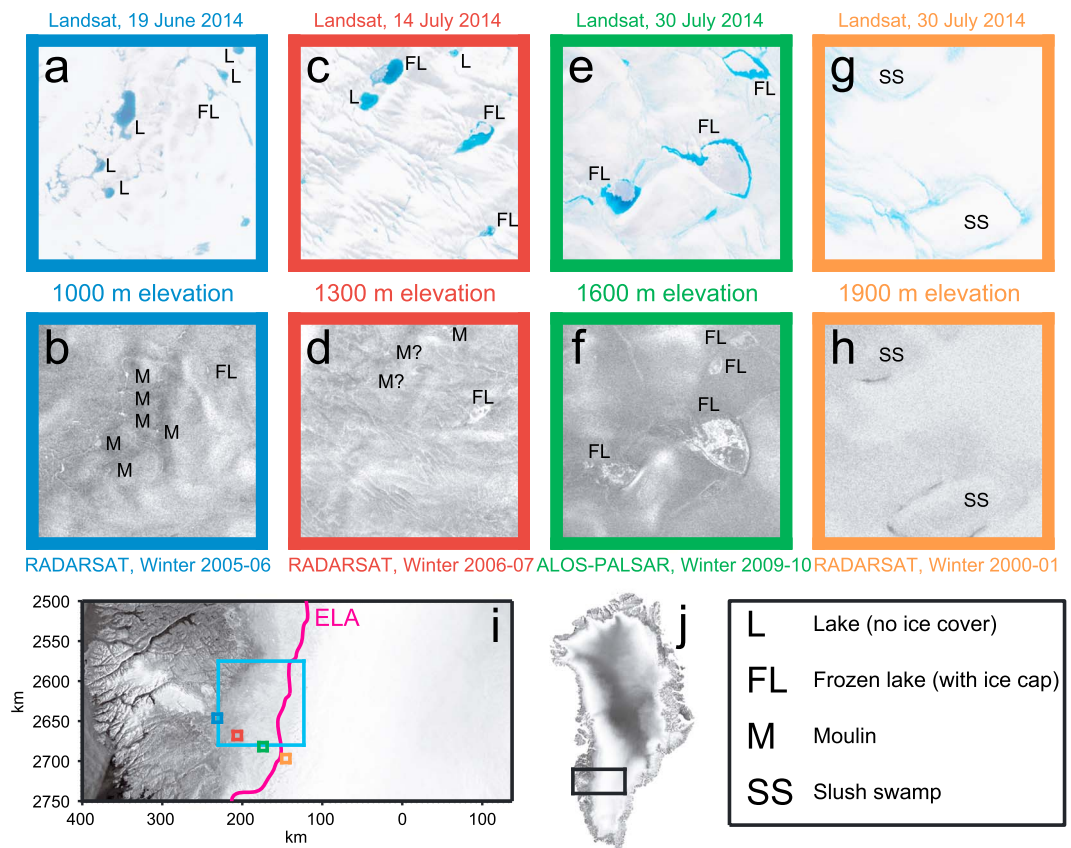 Landsat, 19 June 2014
Landsat, 14 July 2014
Landsat, 30 July 2014
Landsat, 30 July 2014
a
L
L
FL
L
L
L
c
FL
L
L
FL
FL
e
FL
FL
FL
g
SS
SS
1000 m elevation
1300 m elevation
1600 m elevation
1900 m elevation
b
M
FL
M
M
M
M
M
d
M
M?
M?
FL
f
FL
FL
FL
FL
h
SS
SS
RADARSAT, Winter 2005-06
RADARSAT, Winter 2006-07
ALOS-PALSAR, Winter 2009-10
RADARSAT, Winter 2000-01
2500
2550
2600
2650
2700
2750
km
ELA
i
400
300
200
100
0
100
km
j
L Lake (no ice cover)
FL Frozen lake (with ice cap)
M Moulin
SS Slush swamp